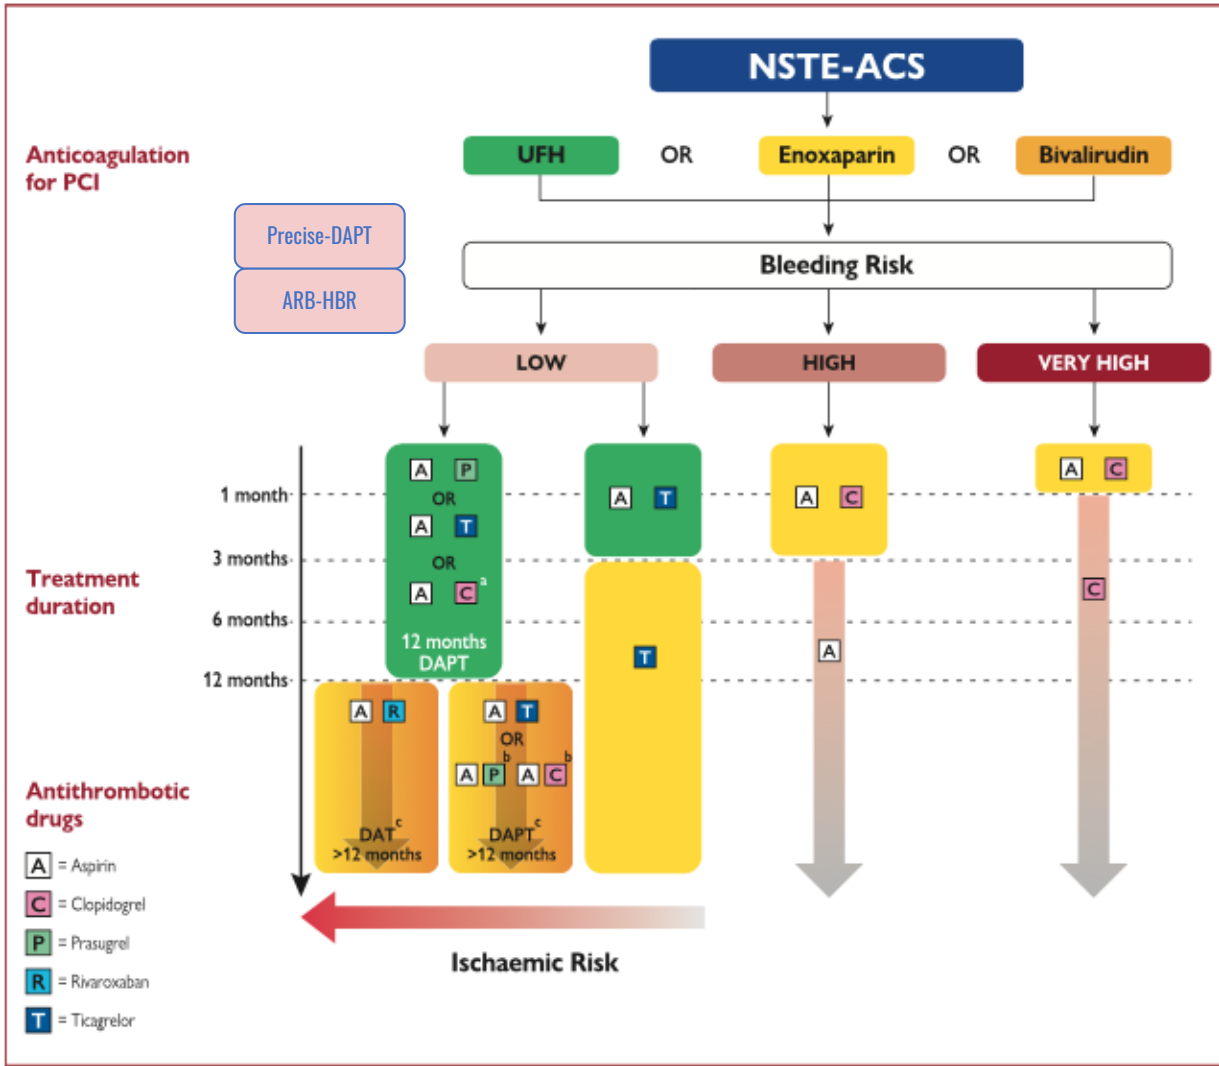 NSTE-ACS
Anticoagulation
for PCI
UFH OR Enoxaparin OR Bivalirudin
Precise-DAPT
ARB-HBR
Bleeding Risk
LOW HIGH VERY HIGH
Treatment
duration
1 month
3 months
6 months
12 months
A P
OR
A T
OR
A C a
12 months
DAPT
A T
T
A C
A
A C
C
A R
DAT c
>12 months
A T
OR
A P b A C b
DAPT c
>12 months
Ischaemic Risk
Antithrombotic
drugs
A = Aspirin
C = Clopidogrel
P = Prasugrel
R = Rivaroxaban
T = Ticagrelor